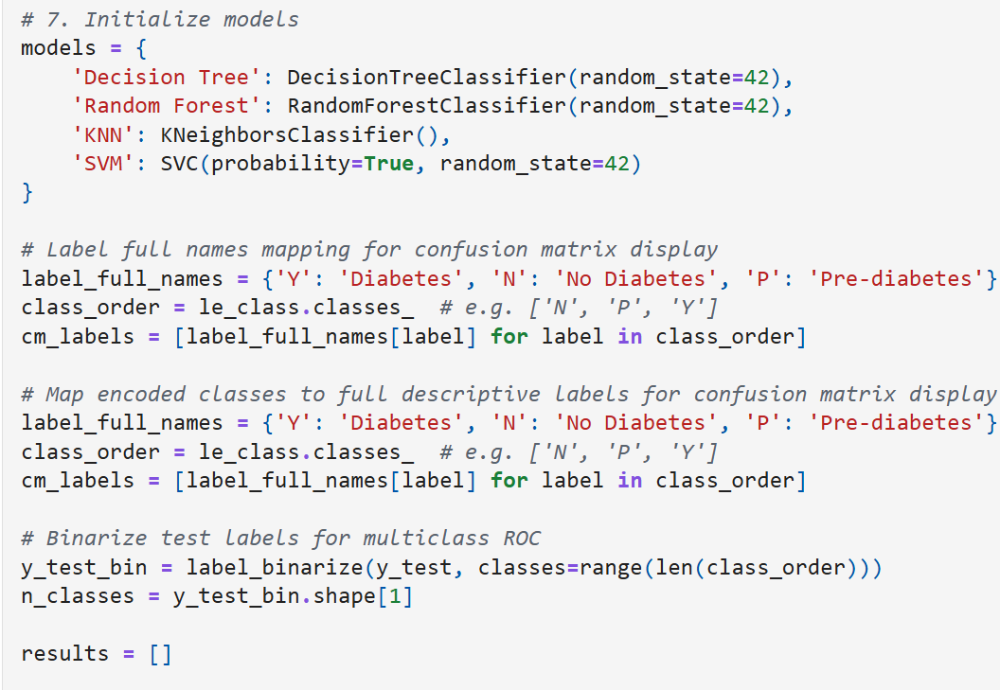 # 7. Initialize models
models = {
    'Decision Tree': DecisionTreeClassifier(random_state=42),
    'Random Forest': RandomForestClassifier(random_state=42),
    'KNN': KNeighborsClassifier(),
    'SVM': SVC(probability=True, random_state=42)
}

# Label full names mapping for confusion matrix display
label_full_names = {'Y': 'Diabetes', 'N': 'No Diabetes', 'P': 'Pre-diabetes'}
class_order = le_class.classes_  # e.g. ['N', 'P', 'Y']
cm_labels = [label_full_names[label] for label in class_order]

# Map encoded classes to full descriptive labels for confusion matrix display
label_full_names = {'Y': 'Diabetes', 'N': 'No Diabetes', 'P': 'Pre-diabetes'}
class_order = le_class.classes_  # e.g. ['N', 'P', 'Y']
cm_labels = [label_full_names[label] for label in class_order]

# Binarize test labels for multiclass ROC
y_test_bin = label_binarize(y_test, classes=range(len(class_order)))
n_classes = y_test_bin.shape[1]

results = []